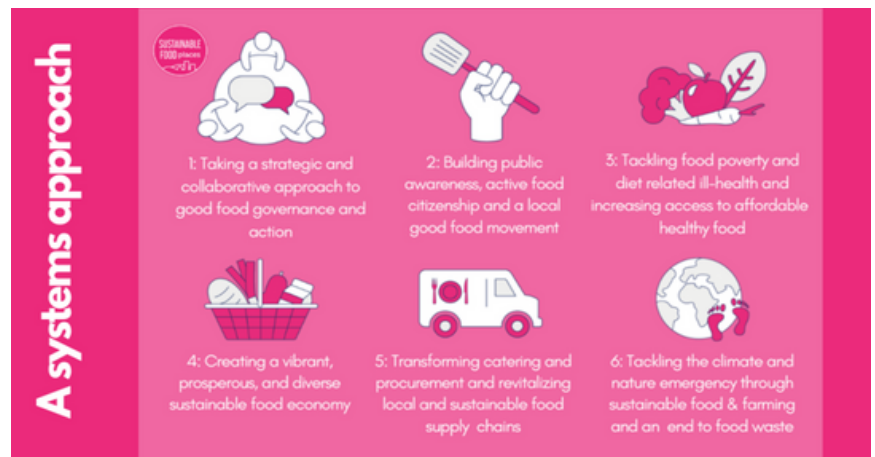 A systems approach
SUSTAINABLE
FOOD places
1: Taking a strategic and
collaborative approach to
good food governance and
action
2: Building public
awareness, active food
citizenship and a local
good food movement
3: Tackling food poverty and
diet related ill-health and
increasing access to affordable
healthy food
4: Creating a vibrant,
prosperous, and diverse
sustainable food economy
5: Transforming catering and
procurement and revitalizing
local and sustainable food
supply chains
6: Tackling the climate and
nature emergency through
sustainable food & farming
and an end to food waste